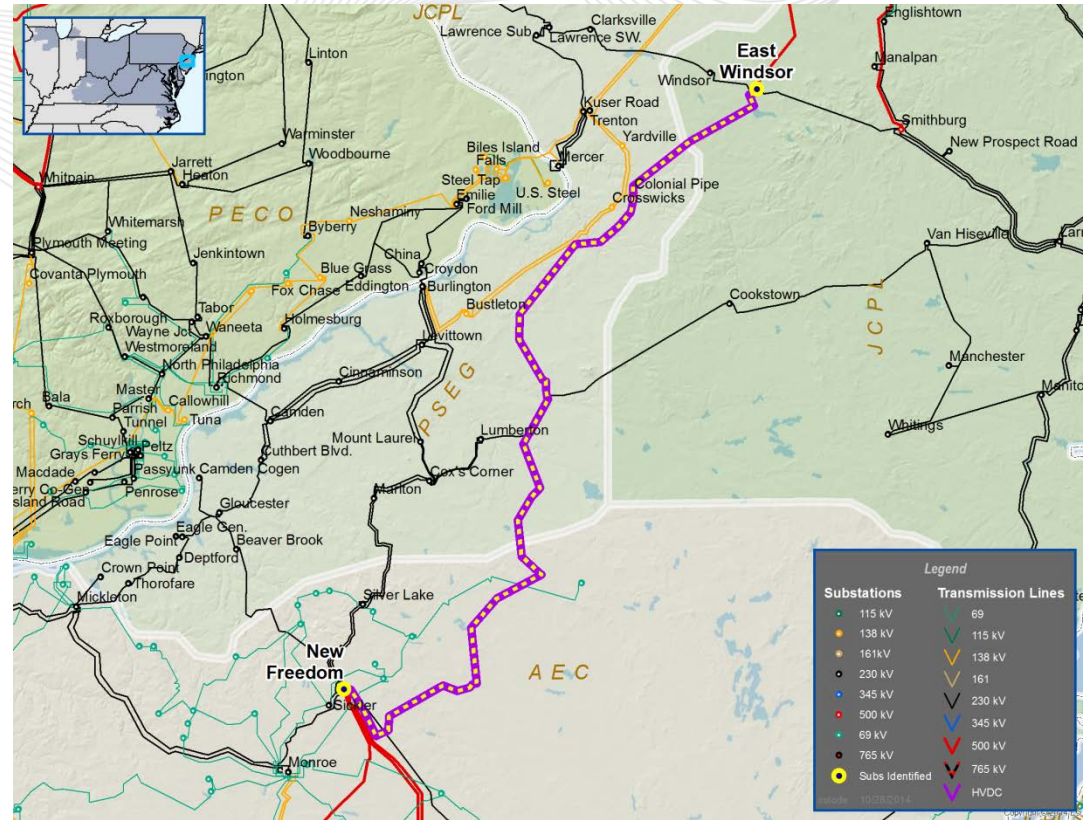 JCPL
Clarksville
Lawrence Sub
Lawrence SW.
Englishtown
East
Windsor
Windsor
Manalpan
Linton
ington
Kuser Road
Trenton
Smithburg
Warminster
Yardville
New Prospect Road
Woodbourne
Biles Island
Falls
Mercer
Jarrett
Heaton
Steel Tap
U.S. Steel
Whitpain
Emilie
Ford Mill
Colonial Pipe
Crosswicks
PECO
Neshaminy
Whitemarsh
Byberry
Van Hiseville
Plymouth Meeting
China
Jenkintown
Croydon
Covanta Plymouth
Blue Grass
Eddington
Burlington
Fox Chase
Cookstown
Tabor
Bustleton
Roxborough
Holmesburg
Wayne Jct.
Waneeta
JCPL
Levittown
Westmoreland
North Philadelphia
Manchester
Richmond
Cinnaminson
Master
PSEG
Bala
Callowhill
Parrish
Tuna
Camden
Tunnel
Whitings
Schuylkill
Mount Laurel
Lumberton
Peltz
Grays Ferry
Cuthbert Blvd.
Macdade
Passyunk
Camden Cogen
Cox's Corner
Penrose
Marlton
sland Road
Gloucester
Eagle Gen.
Eagle Point
Beaver Brook
Deptford
Crown Point
Thorofare
Mickleton
Silver Lake
New
Freedom
AEC
Sickler
Monroe
Legend
Substations
115 kV
138 kV
161kV
230 kV
345 kV
500 kV
69 kV
765 kV
Subs Identified
Transmission Lines
69
115 kV
138 kV
161
230 kV
345 kV
500 kV
765 kV
HVDC
10/28/2014